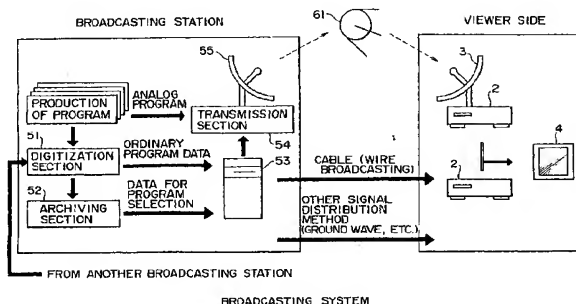 BROADCASTING STATION
61
VIEWER SIDE
55
3
2
PRODUCTION
OF PROGRAM
ANALOG
PROGRAM
TRANSMISSION
SECTION
54
4
51
DIGITIZATION
SECTION
ORDINARY
PROGRAM DATA
53
CABLE (WIRE
BROADCASTING)
2
52
ARCHIVING
SECTION
DATA FOR
PROGRAM
SELECTION
OTHER SIGNAL
DISTRIBUTION
METHOD
(GROUND WAVE, ETC.)
FROM ANOTHER BROADCASTING STATION
BROADCASTING SYSTEM